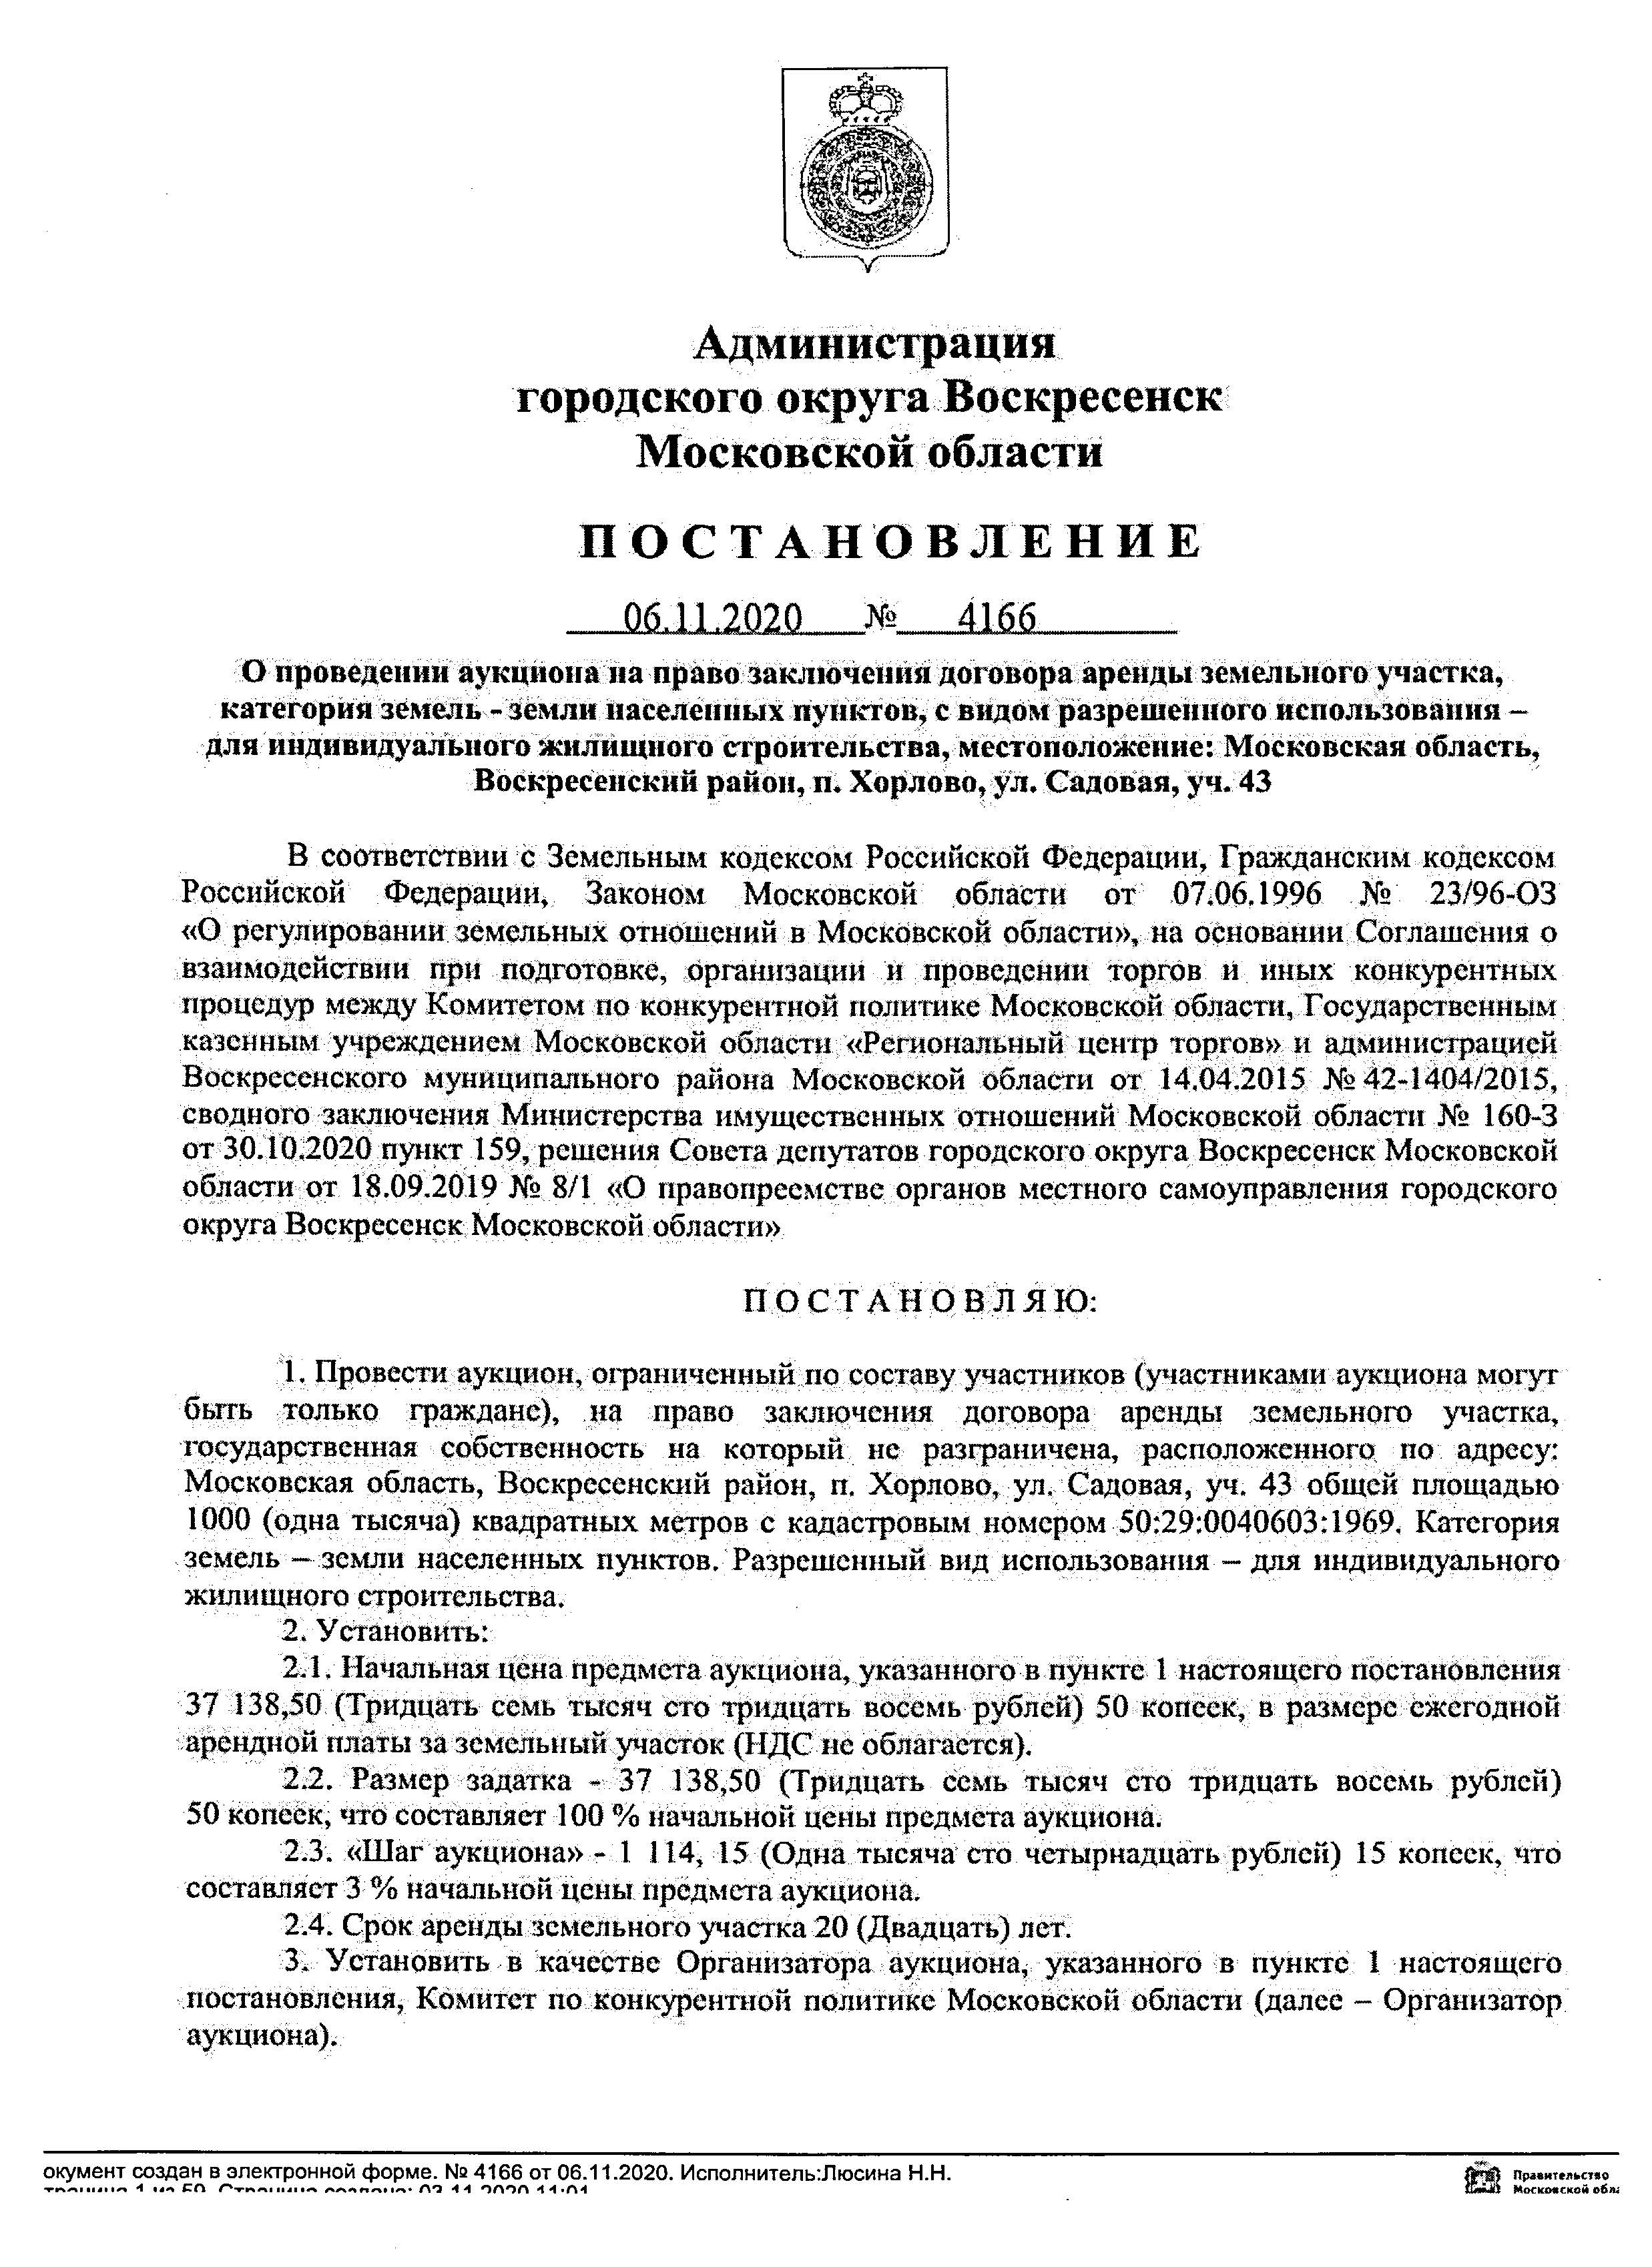 Администрация
городского округа Воскресенск
Московской области
ПОСТАНОВЛЕНИЕ
06.11.2020 № 4166
О проведении аукциона на право заключения договора аренды земельного участка,
категория земель - земли населенных пунктов, с видом разрешенного использования –
для индивидуального жилищного строительства, местоположение: Московская область,
Воскресенский район, п. Хорлово, ул. Садовая, уч. 43
В соответствии с Земельным кодексом Российской Федерации, Гражданским кодексом
Российской Федерации, Законом Московской области от 07.06.1996 № 23/96-ОЗ
«О регулировании земельных отношений в Московской области», на основании Соглашения о
взаимодействии при подготовке, организации и проведении торгов и иных конкурентных
процедур между Комитетом по конкурентной политике Московской области, Государственным
казенным учреждением Московской области «Региональный центр торгов» и администрацией
Воскресенского муниципального района Московской области от 14.04.2015 № 42-1404/2015,
сводного заключения Министерства имущественных отношений Московской области № 160-З
от 30.10.2020 пункт 159, решения Совета депутатов городского округа Воскресенск Московской
области от 18.09.2019 № 8/1 «О правопреемстве органов местного самоуправления городского
округа Воскресенск Московской области»
ПОСТАНОВЛЯЮ:
1. Провести аукцион, ограниченный по составу участников (участниками аукциона могут
быть только граждане), на право заключения договора аренды земельного участка,
государственная собственность на который не разграничена, расположенного по адресу:
Московская область, Воскресенский район, п. Хорлово, ул. Садовая, уч. 43 общей площадью
1000 (одна тысяча) квадратных метров с кадастровым номером 50:29:0040603:1969. Категория
земель – земли населенных пунктов. Разрешенный вид использования – для индивидуального
жилищного строительства.
2. Установить:
2.1. Начальная цена предмета аукциона, указанного в пункте 1 настоящего постановления
37 138,50 (Тридцать семь тысяч сто тридцать восемь рублей) 50 копеек, в размере ежегодной
арендной платы за земельный участок (НДС не облагается).
2.2. Размер задатка - 37 138,50 (Тридцать семь тысяч сто тридцать восемь рублей)
50 копеек, что составляет 100 % начальной цены предмета аукциона.
2.3. «Шаг аукциона» - 1 114, 15 (Одна тысяча сто четырнадцать рублей) 15 копеек, что
составляет 3 % начальной цены предмета аукциона.
2.4. Срок аренды земельного участка 20 (Двадцать) лет.
3. Установить в качестве Организатора аукциона, указанного в пункте 1 настоящего
постановления, Комитет по конкурентной политике Московской области (далее – Организатор
аукциона).
окумент создан в электронной форме. № 4166 от 06.11.2020. Исполнитель:Люсина Н.Н.
траница 1 из 50. Страница создана: 03.11.2020 11:01
Правительство
Московской обла